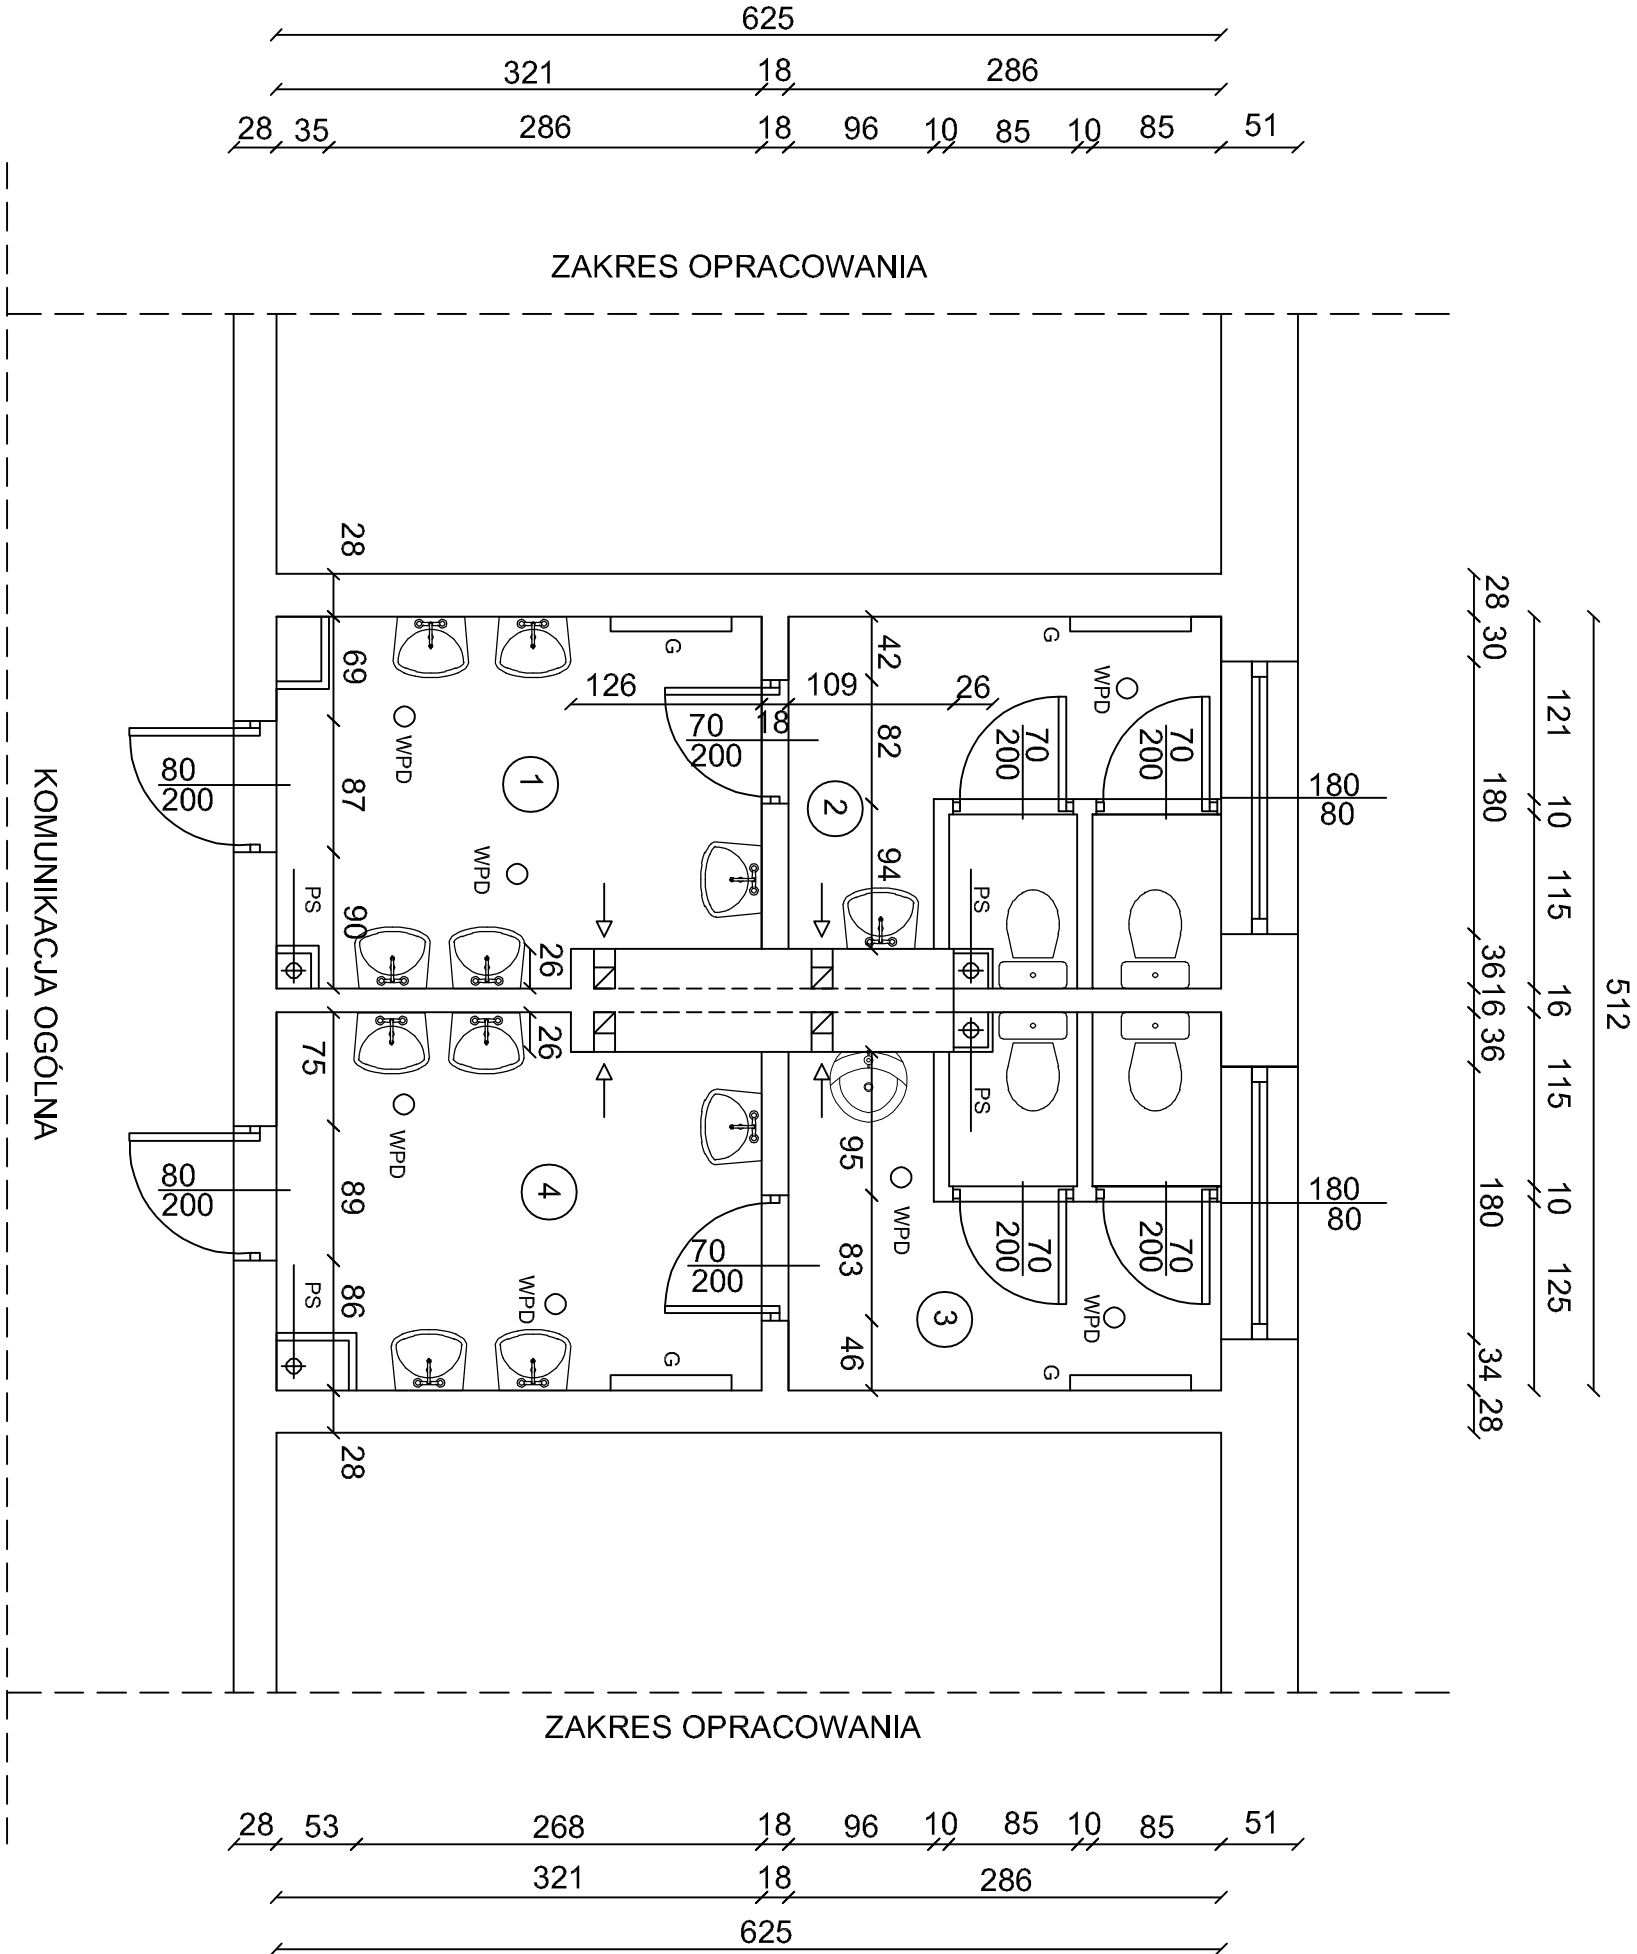 625
321 18 286
28 35 286 18 96 10 85 10 85 51
ZAKRES OPRACOWANIA
28
28 30 180 36 16 36 180 34 28
121 10 115 16 115 10 125
512
69
87
90
42
82
94
G
G
126
18
109
26
WPD
WPD
WPD
70
200
70
200
70
200
80
200
180
80
1
2
PS
PS
26
26
KOMUNIKACJA OGÓLNA
75
89
86
95
83
46
PS
PS
WPD
WPD
WPD
WPD
4
3
80
200
70
200
70
200
70
200
180
80
G
G
28
ZAKRES OPRACOWANIA
28 53 268 18 96 10 85 10 85 51
321 18 286
625